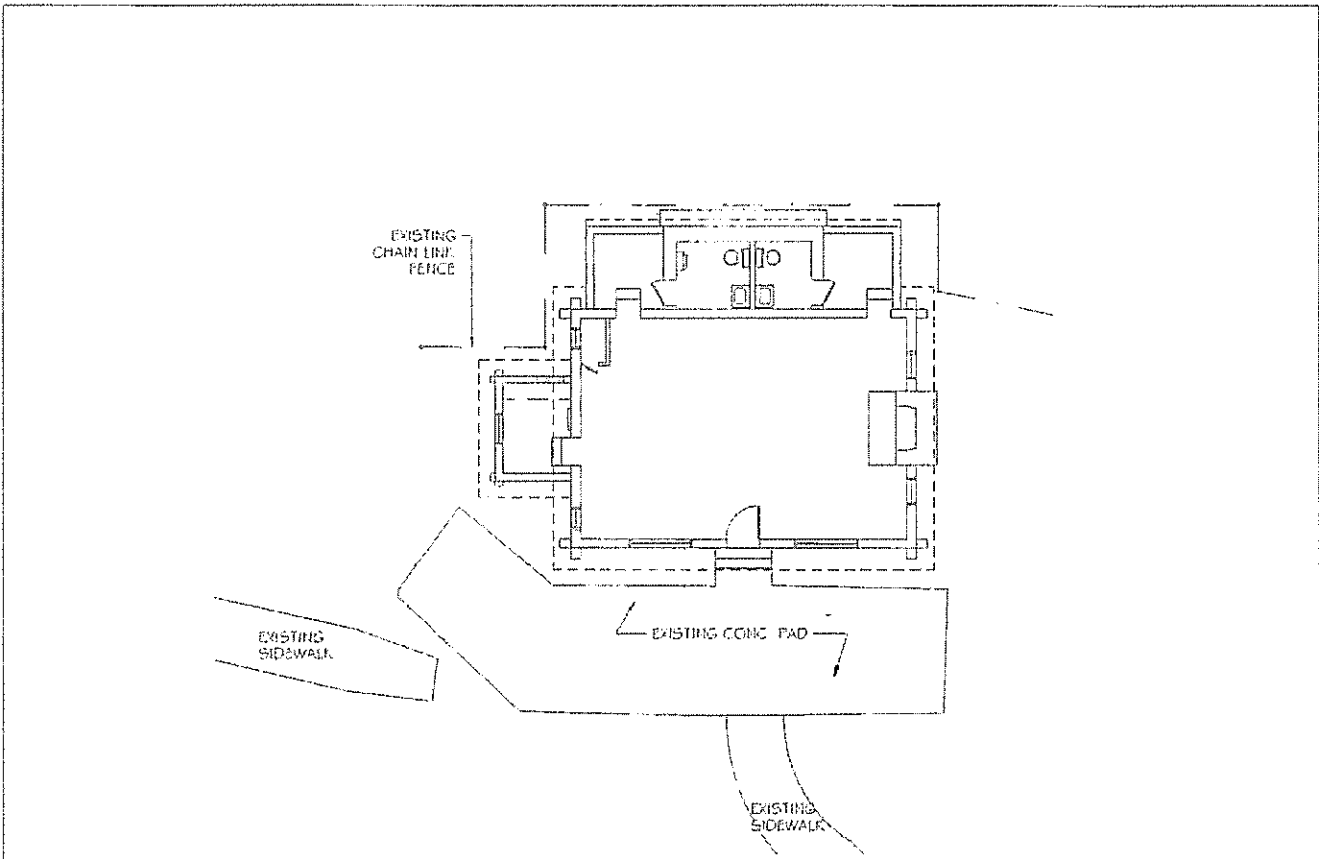 EXISTING
CHAIN LINK
FENCE
EXISTING CONC PAD
EXISTING
SIDEWALK
EXISTING
SIDEWALK